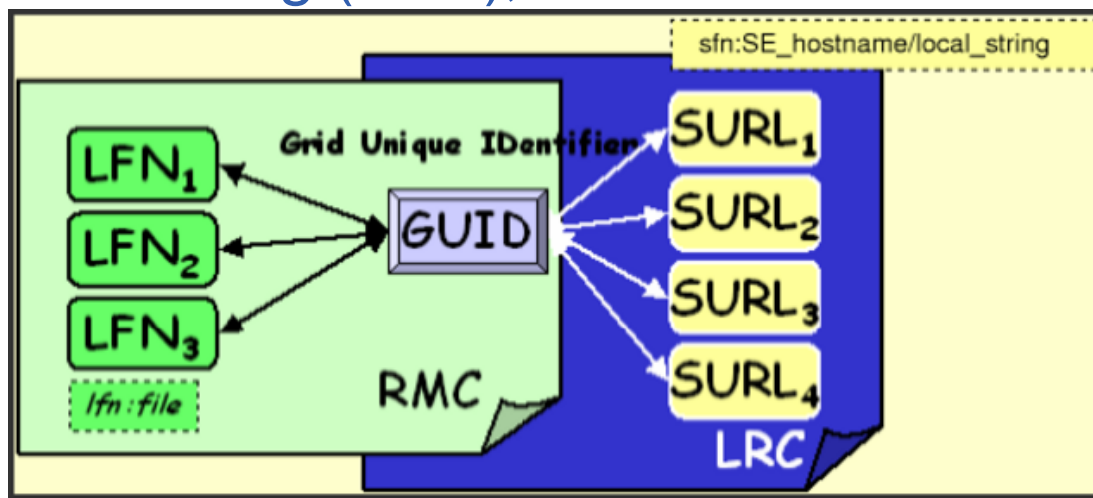 sfn:SE_hostname/local_string
Grid Unique IDentifier
LFN1
LFN2
LFN3
lfn:file
GUID
RMC
SURL1
SURL2
SURL3
SURL4
LRC